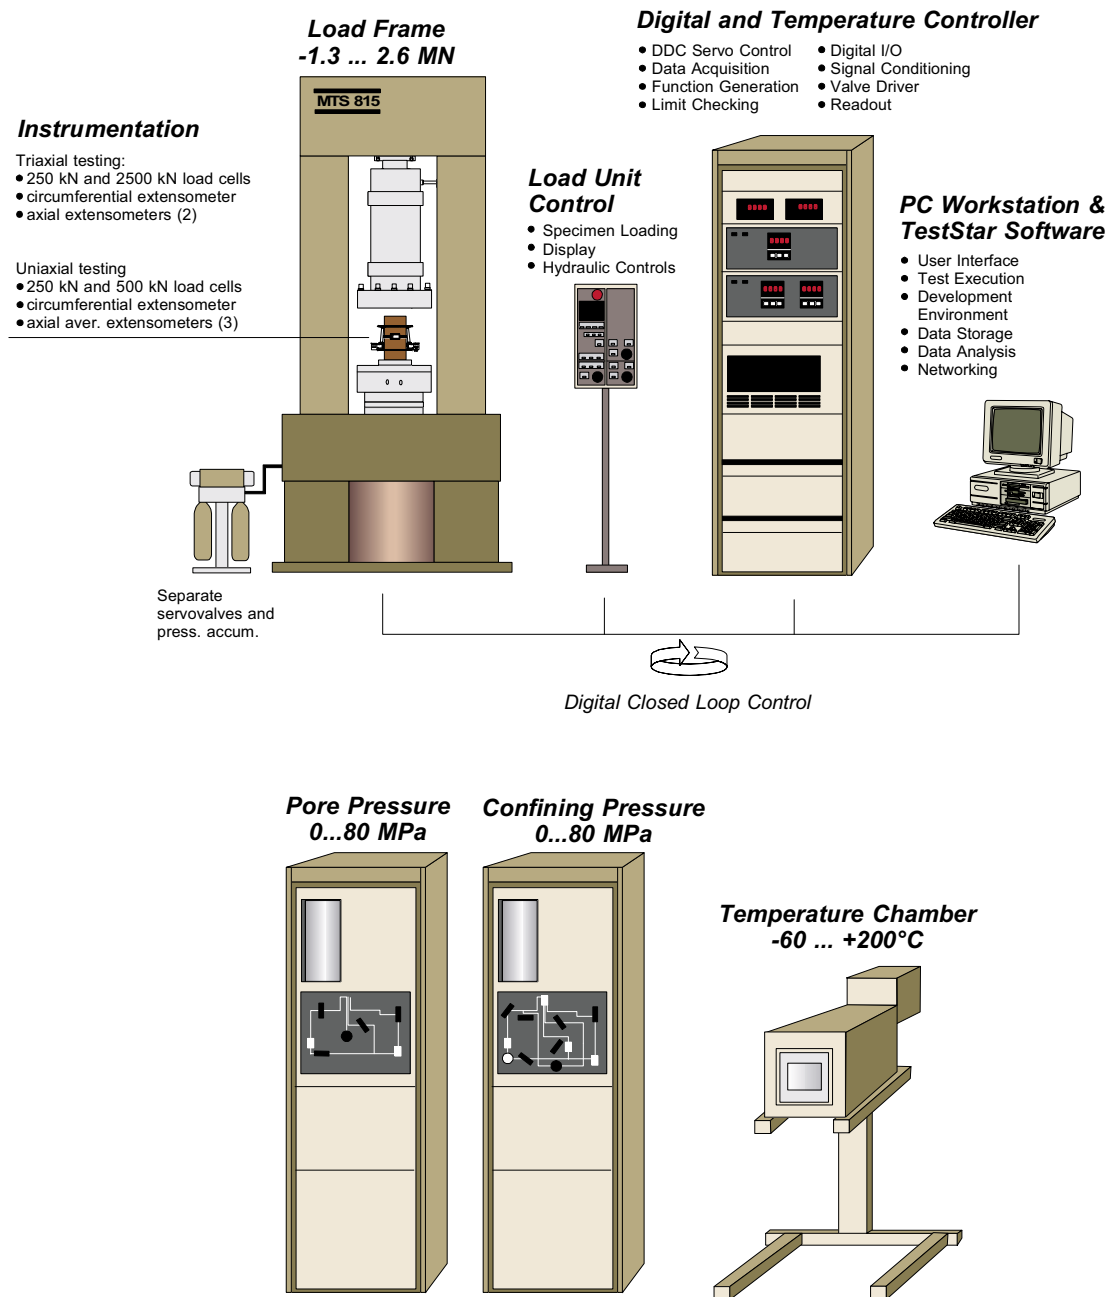 Load Frame
-1.3 ... 2.6 MN
MTS 815
Instrumentation
Triaxial testing:
• 250 kN and 2500 kN load cells
• circumferential extensometer
• axial extensometers (2)
Uniaxial testing
• 250 kN and 500 kN load cells
• circumferential extensometer
• axial aver. extensometers (3)
Separate
servovalves and
press. accum.
Load Unit
Control
• Specimen Loading
• Display
• Hydraulic Controls
Digital and Temperature Controller
• DDC Servo Control
• Data Acquisition
• Function Generation
• Limit Checking
• Digital I/O
• Signal Conditioning
• Valve Driver
• Readout
PC Workstation &
TestStar Software
• User Interface
• Test Execution
• Development
Environment
• Data Storage
• Data Analysis
• Networking
Digital Closed Loop Control
Pore Pressure
0...80 MPa
Confining Pressure
0...80 MPa
Temperature Chamber
-60 ... +200°C